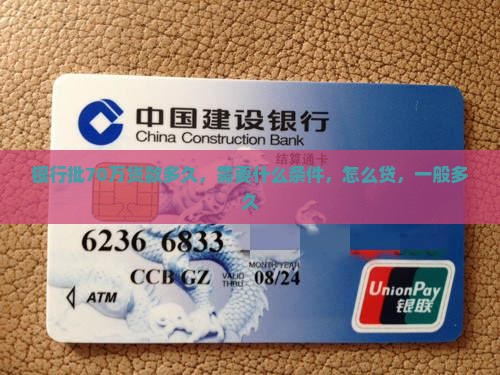 中国建设银行
China Construction Bank
结算通卡
银行批70万贷款多久，需要什么条件，怎么贷，一般多
久
6236 6833
MONTH/YEAR
CCB GZ VALID THRU 08/24
ATM
UnionPay
银联